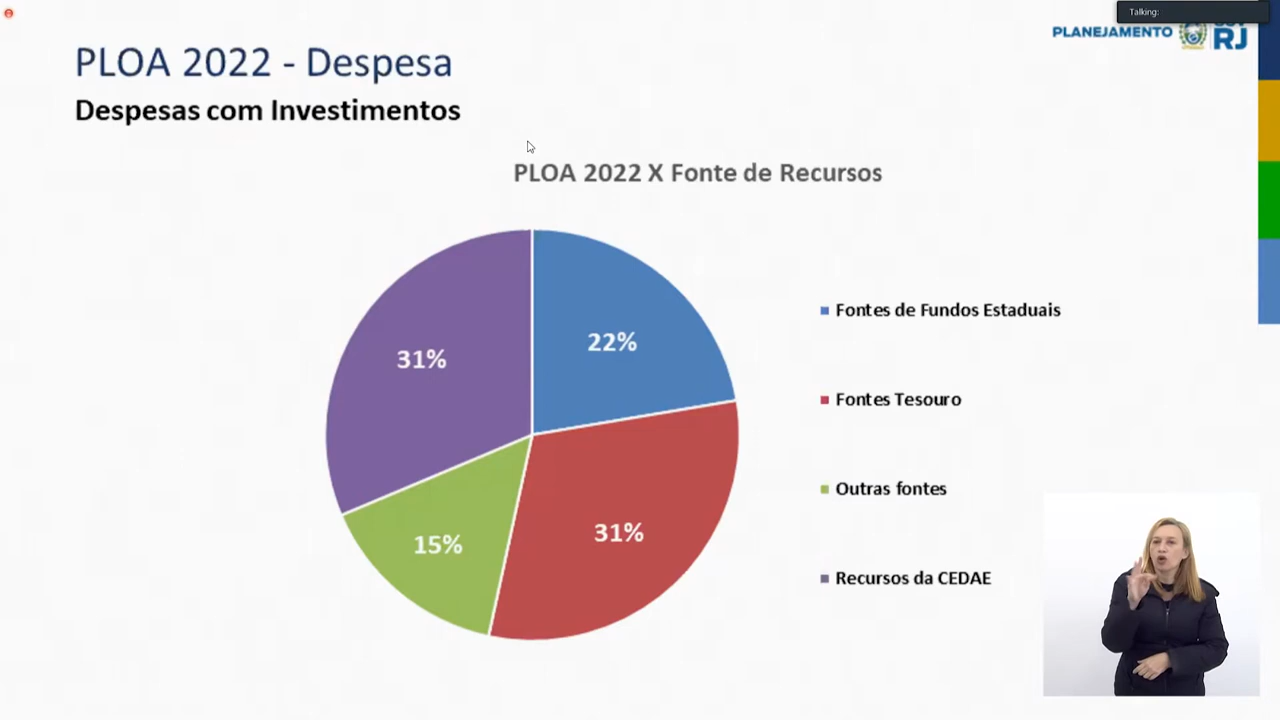 Talking:
PLANEJAMENTO
RJ
PLOA 2022 - Despesa
Despesas com Investimentos
PLOA 2022 X Fonte de Recursos
31%
22%
15%
31%
Fontes de Fundos Estaduais
Fontes Tesouro
Outras fontes
Recursos da CEDAE